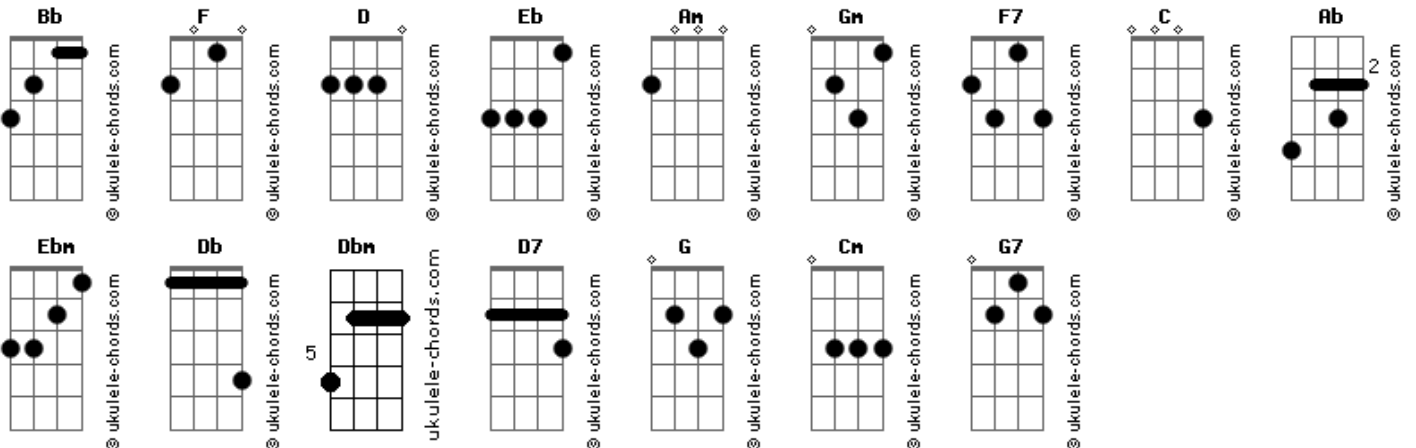 Bb F D Eb Am Gm F7 C Ab
2
© ukulele-chords.com © ukulele-chords.com © ukulele-chords.com © ukulele-chords.com © ukulele-chords.com © ukulele-chords.com © ukulele-chords.com © ukulele-chords.com © ukulele-chords.com
Ebm Db Dbm D7 G Cm G7
5
© ukulele-chords.com © ukulele-chords.com ukulele-chords.com © ukulele-chords.com © ukulele-chords.com © ukulele-chords.com © ukulele-chords.com